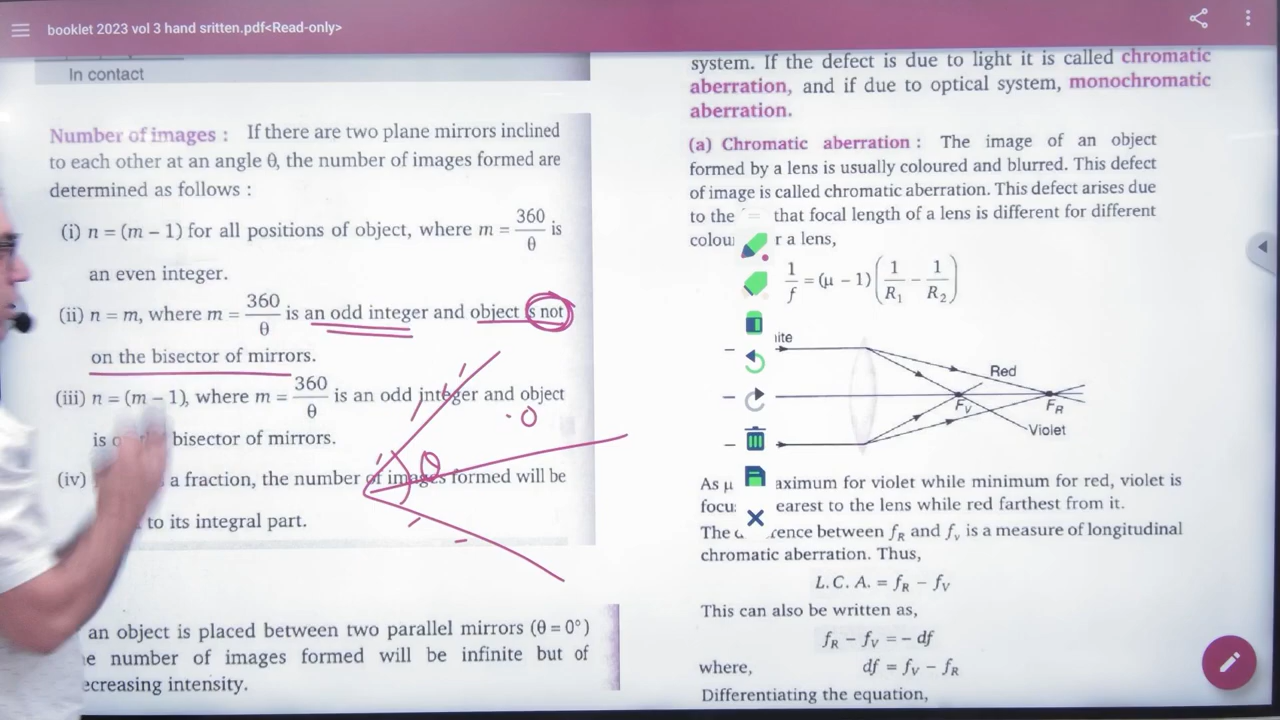 booklet 2023 vol 3 hand sritten.pdf<Read-only>
In contact
Number of images : If there are two plane mirrors inclined
to each other at an angle θ, the number of images formed are
determined as follows :
(i) n = (m − 1) for all positions of object, where m = 360/θ is
an even integer.
(ii) n = m, where m = 360/θ is an odd integer and object is not
on the bisector of mirrors.
(iii) n = (m − 1), where m = 360/θ is an odd integer and object
is bisector of mirrors.
(iv) a fraction, the number of images formed will be
to its integral part.
θ
O
an object is placed between two parallel mirrors (θ = 0°)
e number of images formed will be infinite but of
ecreasing intensity.
system. If the defect is due to light it is called chromatic
aberration, and if due to optical system, monochromatic
aberration.
(a) Chromatic aberration : The image of an object
formed by a lens is usually coloured and blurred. This defect
of image is called chromatic aberration. This defect arises due
to the that focal length of a lens is different for different
colou r a lens,
1/f = (μ − 1) (1/R₁ − 1/R₂)
ite
Red
F_V
F_R
Violet
As μ aximum for violet while minimum for red, violet is
focu earest to the lens while red farthest from it.
The rence between f_R and f_v is a measure of longitudinal
chromatic aberration. Thus,
L. C. A. = f_R − f_V
This can also be written as,
f_R − f_V = − df
where, df = f_V − f_R
Differentiating the equation,